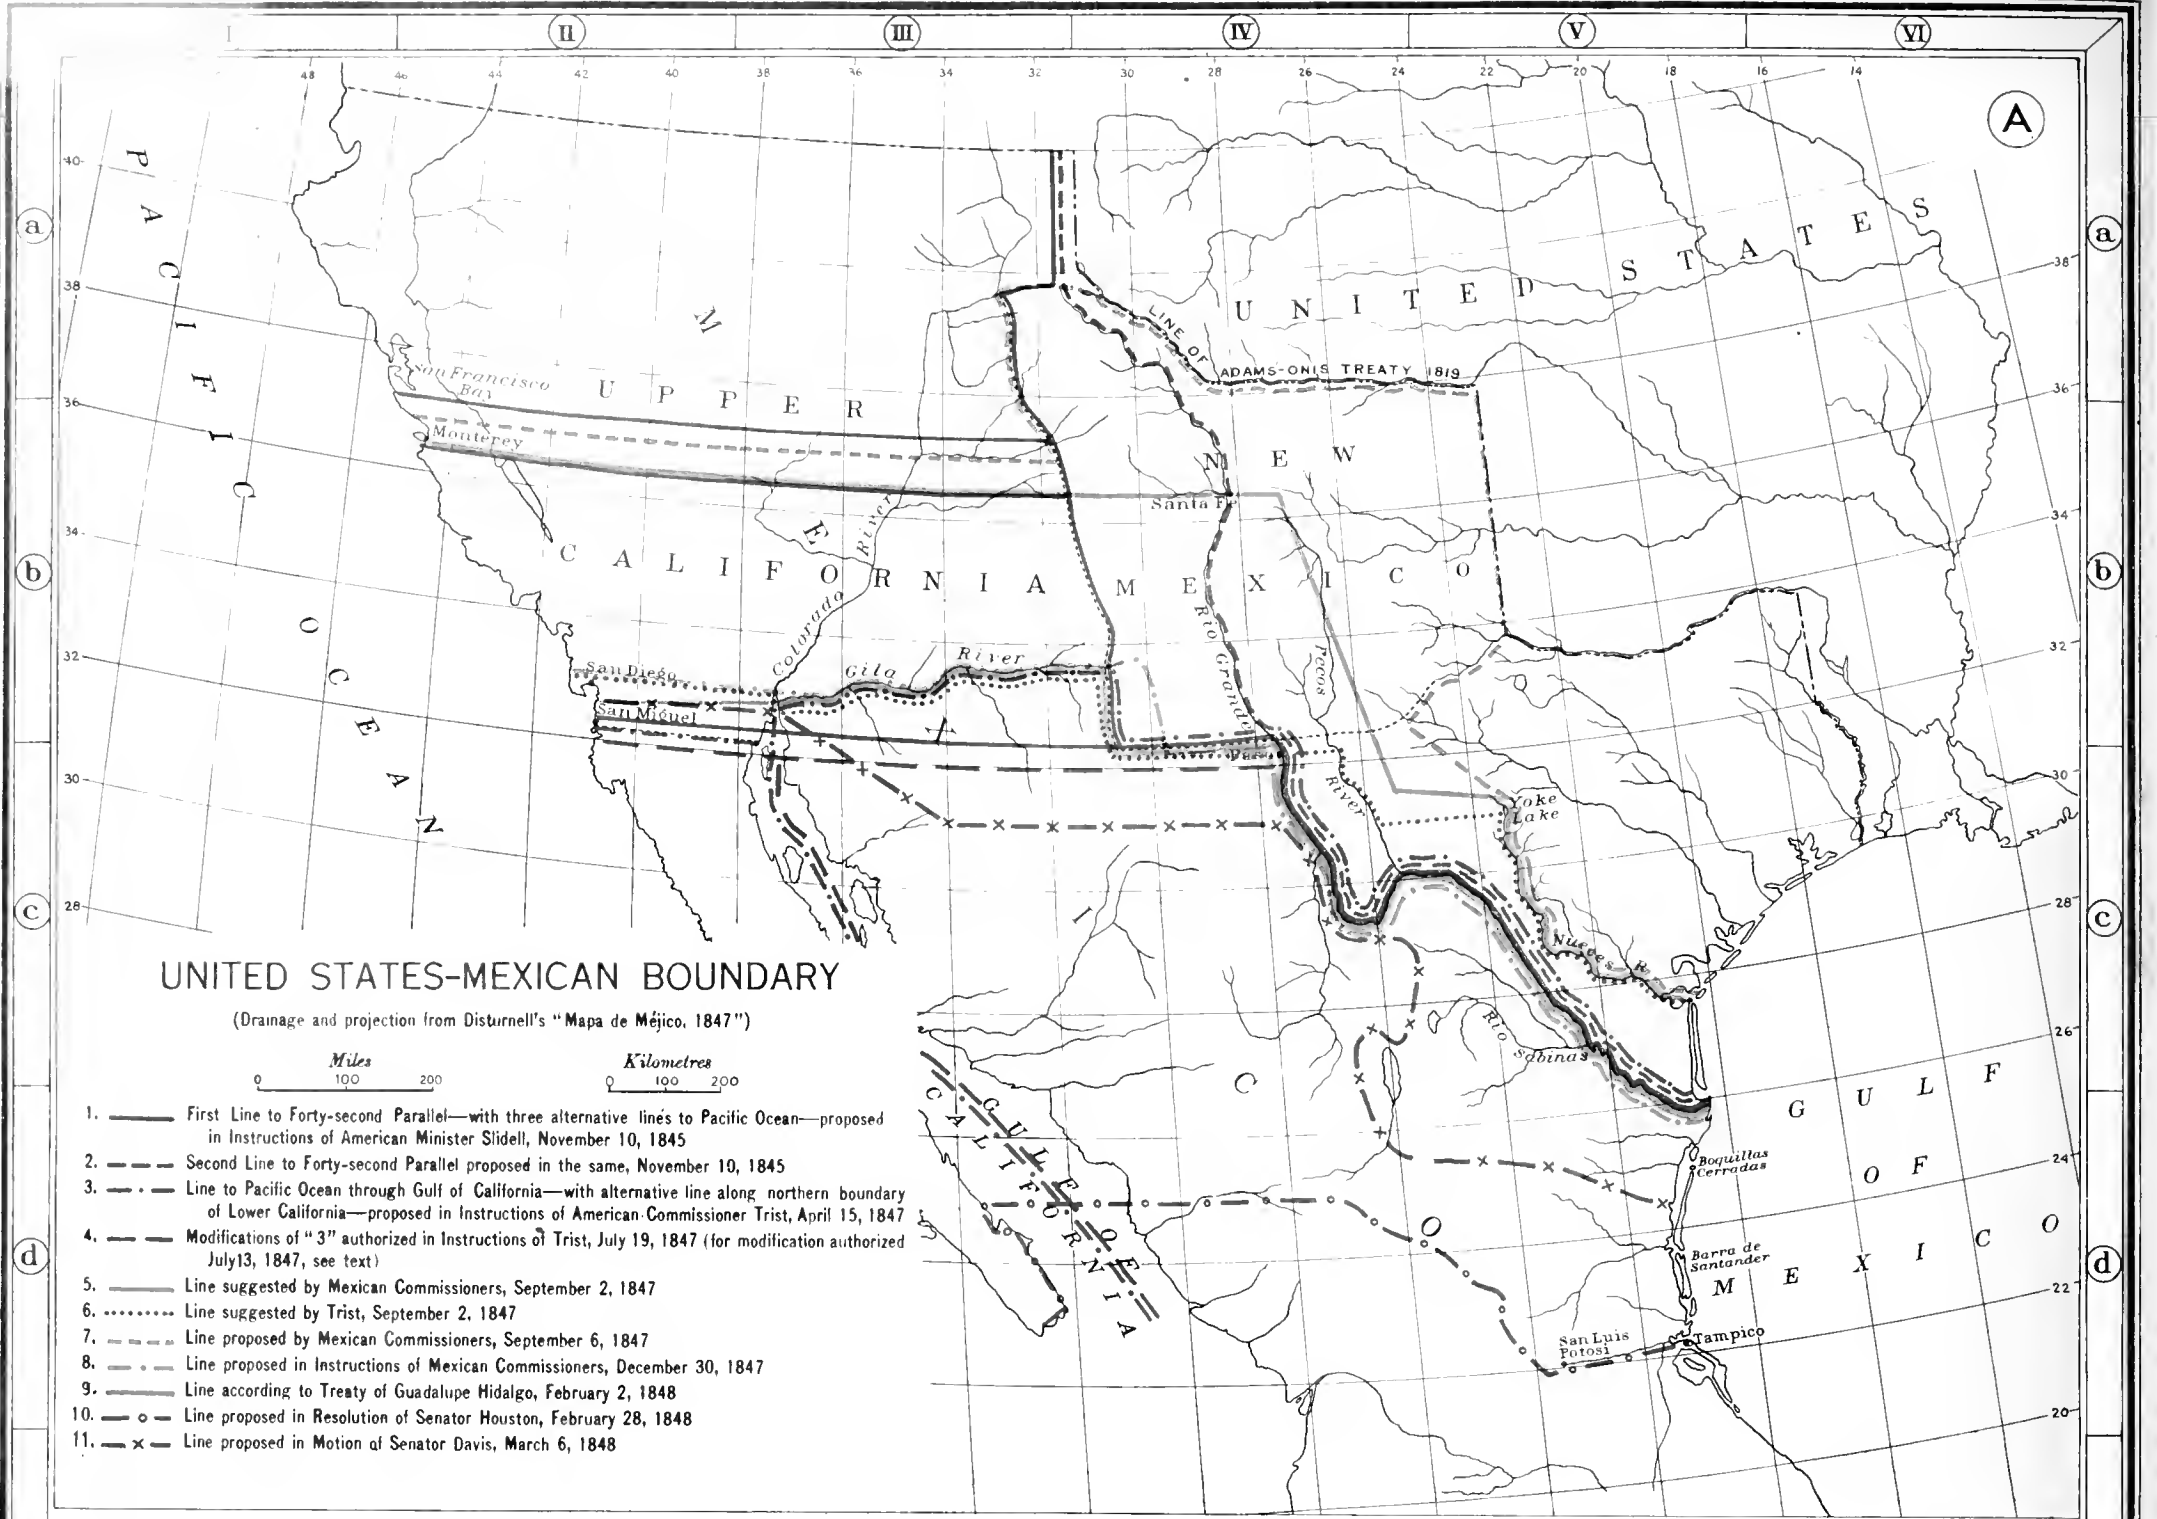 I II III IV V VI
48 46 44 42 40 38 36 34 32 30 28 26 24 22 20 18 16 14
A
a
b
c
d
a
b
c
d
40
38
36
34
32
30
28
38
36
34
32
30
28
26
24
22
20
PACIFIC OCEAN
UNITED STATES
LINE OF
ADAMS-ONIS TREATY 1819
San Francisco
Bay
Monterey
UPPER
CALIFORNIA
NEW
MEXICO
Santa Fe
MEXICO
Colorado River
Gila River
San Diego
San Miguel
Rio Grande
Pecos
River
Paso
Yoke
Lake
Nueces R.
Rio
Sabinas
GULF OF CALIFORNIA
Boquillas
Cerradas
Barra de
Santander
San Luis
Potosi
Tampico
GULF
OF
MEXICO
UNITED STATES-MEXICAN BOUNDARY
(Drainage and projection from Disturnell's "Mapa de Méjico, 1847")
Miles
0 100 200
Kilometres
0 100 200
1. First Line to Forty-second Parallel—with three alternative lines to Pacific Ocean—proposed
in Instructions of American Minister Slidell, November 10, 1845
2. Second Line to Forty-second Parallel proposed in the same, November 10, 1845
3. Line to Pacific Ocean through Gulf of California—with alternative line along northern boundary
of Lower California—proposed in Instructions of American Commissioner Trist, April 15, 1847
4. Modifications of "3" authorized in Instructions of Trist, July 19, 1847 (for modification authorized
July 13, 1847, see text)
5. Line suggested by Mexican Commissioners, September 2, 1847
6. Line suggested by Trist, September 2, 1847
7. Line proposed by Mexican Commissioners, September 6, 1847
8. Line proposed in Instructions of Mexican Commissioners, December 30, 1847
9. Line according to Treaty of Guadalupe Hidalgo, February 2, 1848
10. Line proposed in Resolution of Senator Houston, February 28, 1848
11. Line proposed in Motion of Senator Davis, March 6, 1848